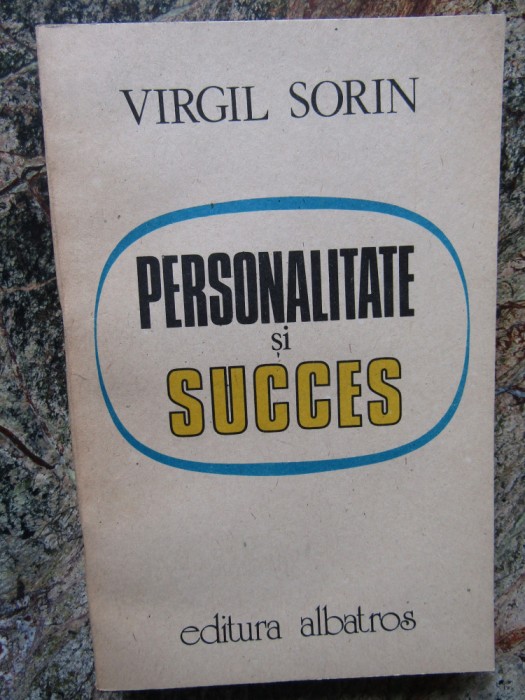 VIRGIL SORIN
PERSONALITATE
și
SUCCES
editura albatros